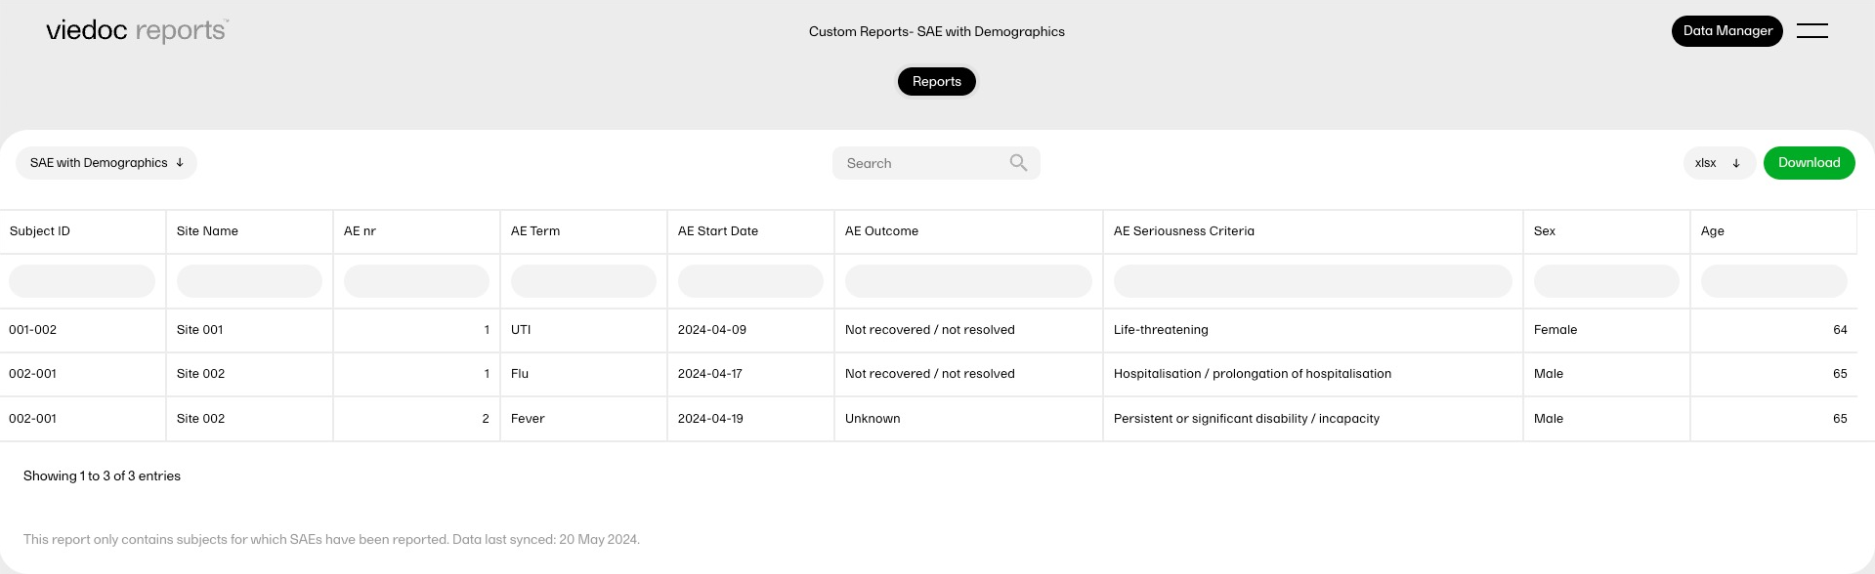 viedoc reports™
Custom Reports- SAE with Demographics
Data Manager
Reports
SAE with Demographics ↓
Search
xlsx ↓
Download
Subject ID Site Name AE nr AE Term AE Start Date AE Outcome AE Seriousness Criteria Sex Age
001-002 Site 001 1 UTI 2024-04-09 Not recovered / not resolved Life-threatening Female 64
002-001 Site 002 1 Flu 2024-04-17 Not recovered / not resolved Hospitalisation / prolongation of hospitalisation Male 65
002-001 Site 002 2 Fever 2024-04-19 Unknown Persistent or significant disability / incapacity Male 65
Showing 1 to 3 of 3 entries
This report only contains subjects for which SAEs have been reported. Data last synced: 20 May 2024.